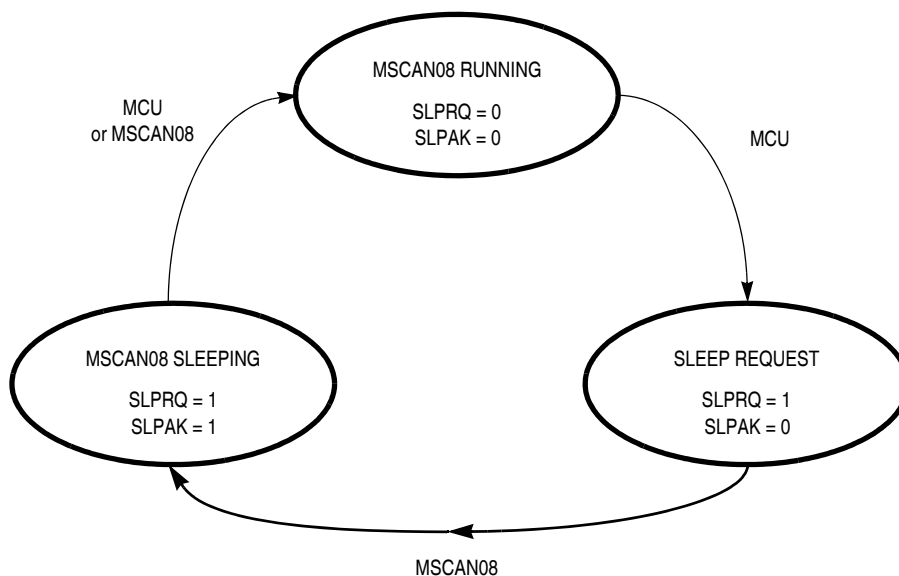 MSCAN08 RUNNING
SLPRQ = 0
SLPAK = 0
MCU
or MSCAN08
MCU
MSCAN08 SLEEPING
SLPRQ = 1
SLPAK = 1
SLEEP REQUEST
SLPRQ = 1
SLPAK = 0
MSCAN08